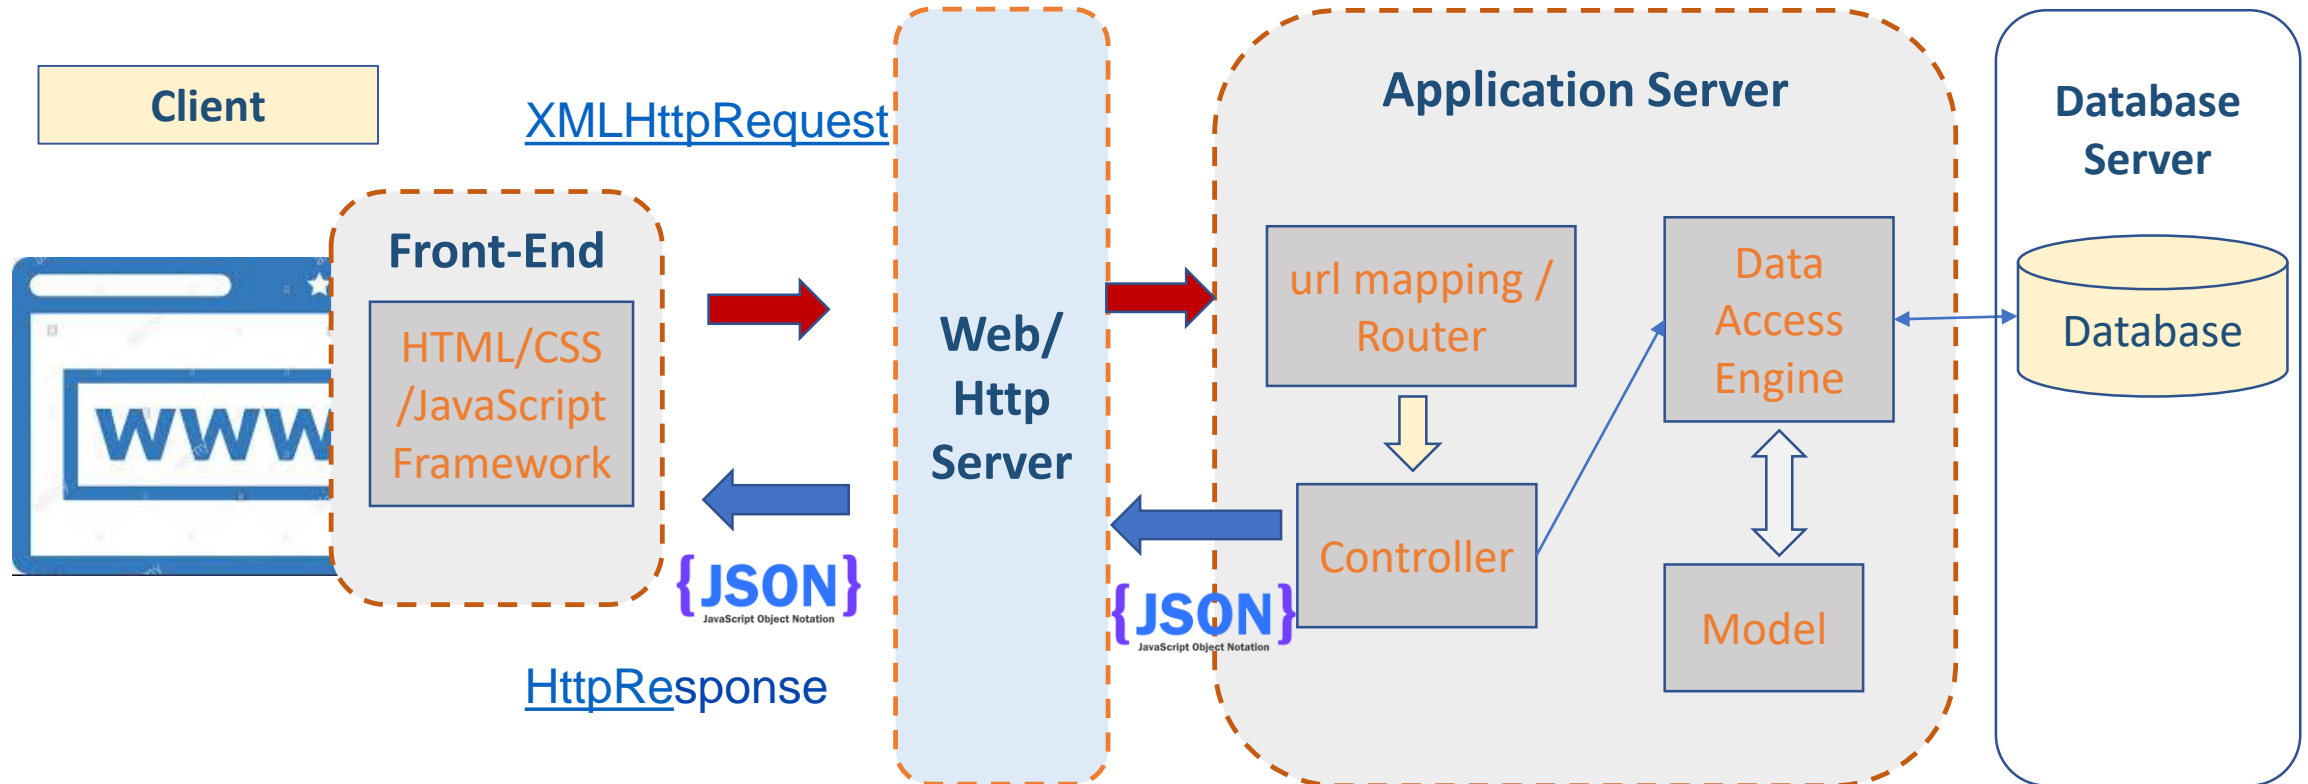 Client
XMLHttpRequest
Front-End
HTML/CSS
/JavaScript
Framework
WWW
{JSON}
JavaScript Object Notation
HttpResponse
Web/
Http
Server
Application Server
url mapping /
Router
Controller
{JSON}
JavaScript Object Notation
Data
Access
Engine
Model
Database
Server
Database